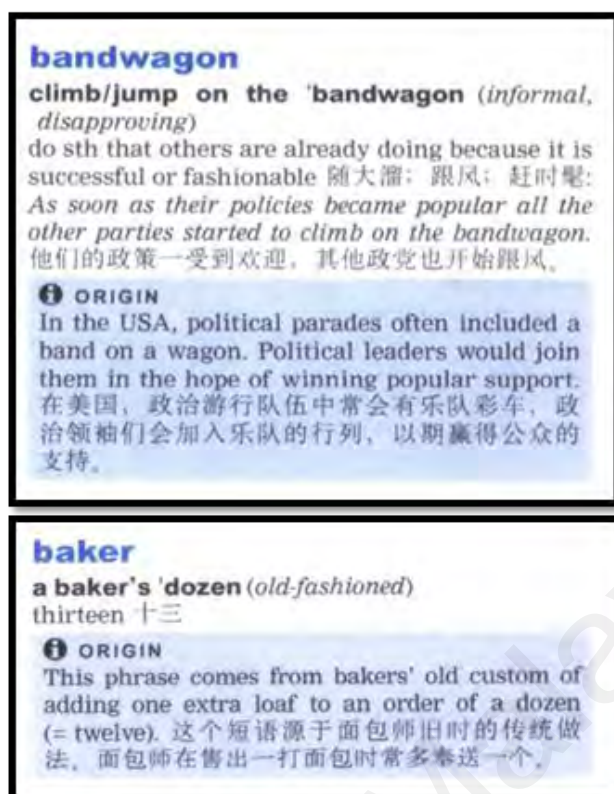 bandwagon
climb/jump on the ˈbandwagon (informal,
disapproving)
do sth that others are already doing because it is
successful or fashionable 随大溜；跟风；赶时髦：
As soon as their policies became popular all the
other parties started to climb on the bandwagon.
他们的政策一受到欢迎，其他政党也开始跟风。
ORIGIN
In the USA, political parades often included a
band on a wagon. Political leaders would join
them in the hope of winning popular support.
在美国，政治游行队伍中常会有乐队彩车，政
治领袖们会加入乐队的行列，以期赢得公众的
支持。
baker
a baker's ˈdozen (old-fashioned)
thirteen 十三
ORIGIN
This phrase comes from bakers' old custom of
adding one extra loaf to an order of a dozen
(= twelve). 这个短语源于面包师旧时的传统做
法，面包师在售出一打面包时常多奉送一个。